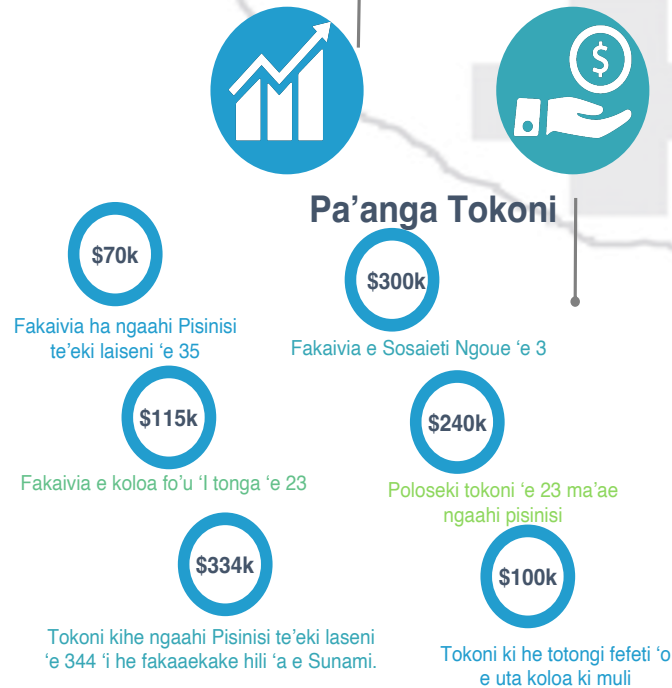 $
Pa’anga Tokoni
$70k
Fakaivia ha ngaahi Pisinisi
te’eki laiseni ‘e 35
$300k
Fakaivia e Sosaieti Ngoue ‘e 3
$115k
Fakaivia e koloa fo’u ‘I tonga ‘e 23
$240k
Poloseki tokoni ‘e 23 ma’ae
ngaahi pisinisi
$334k
Tokoni kihe ngaahi Pisinisi te’eki laseni
‘e 344 ‘i he fakaaekake hili ‘a e Sunami.
$100k
Tokoni ki he totongi fefeti ‘o
e uta koloa ki muli